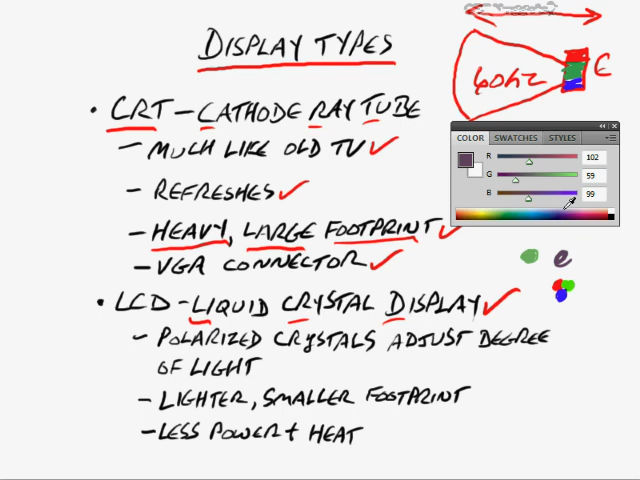 DISPLAY TYPES
60HZ
E
• CRT – CATHODE RAY TUBE
– MUCH LIKE OLD TV
– REFRESHES
– HEAVY, LARGE FOOTPRINT
– VGA CONNECTOR
• LCD – LIQUID CRYSTAL DISPLAY
– POLARIZED CRYSTALS ADJUST DEGREE
OF LIGHT
– LIGHTER, SMALLER FOOTPRINT
– LESS POWER + HEAT
COLOR SWATCHES STYLES
R 102
G 59
B 99
e